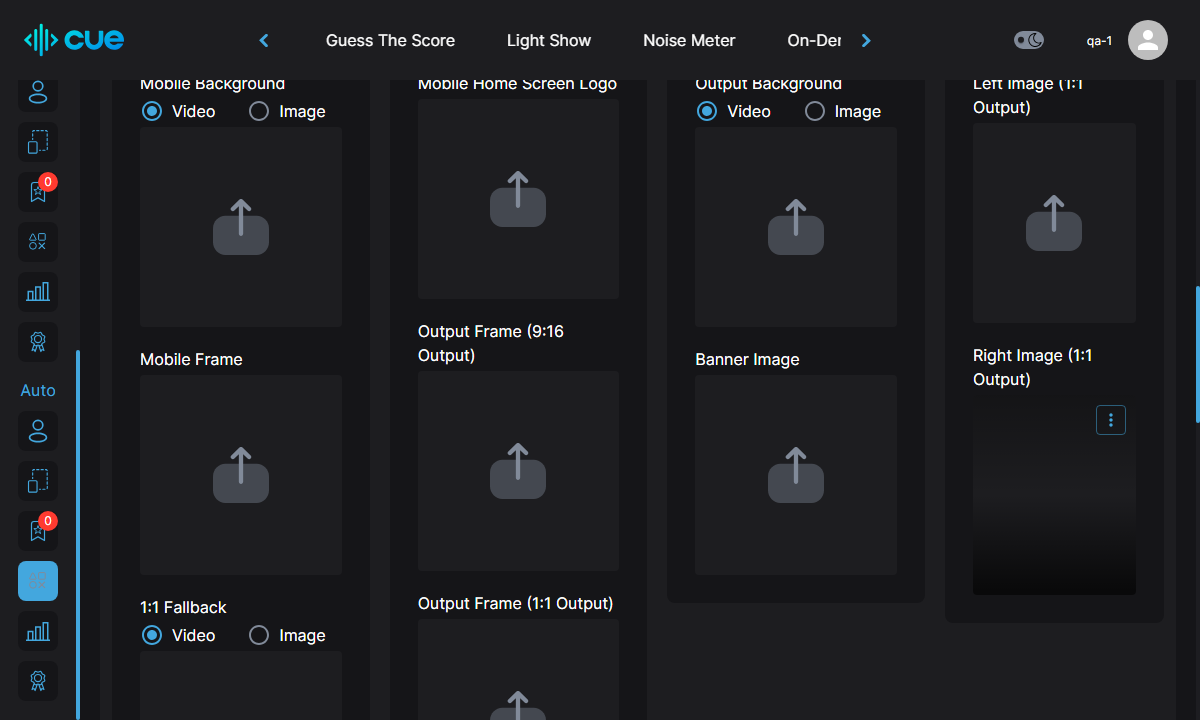 cue
Guess The Score
Light Show
Noise Meter
On-Der
qa-1
0
Auto
0
Mobile Background
Video
Image
Mobile Frame
1:1 Fallback
Video
Image
Mobile Home Screen Logo
Output Frame (9:16
Output)
Output Frame (1:1 Output)
Output Background
Video
Image
Banner Image
Left Image (1:1
Output)
Right Image (1:1
Output)